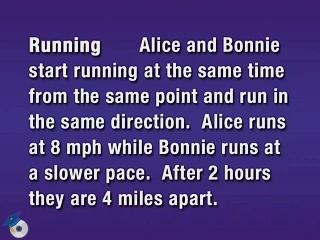 Running Alice and Bonnie
start running at the same time
from the same point and run in
the same direction. Alice runs
at 8 mph while Bonnie runs at
a slower pace. After 2 hours
they are 4 miles apart.